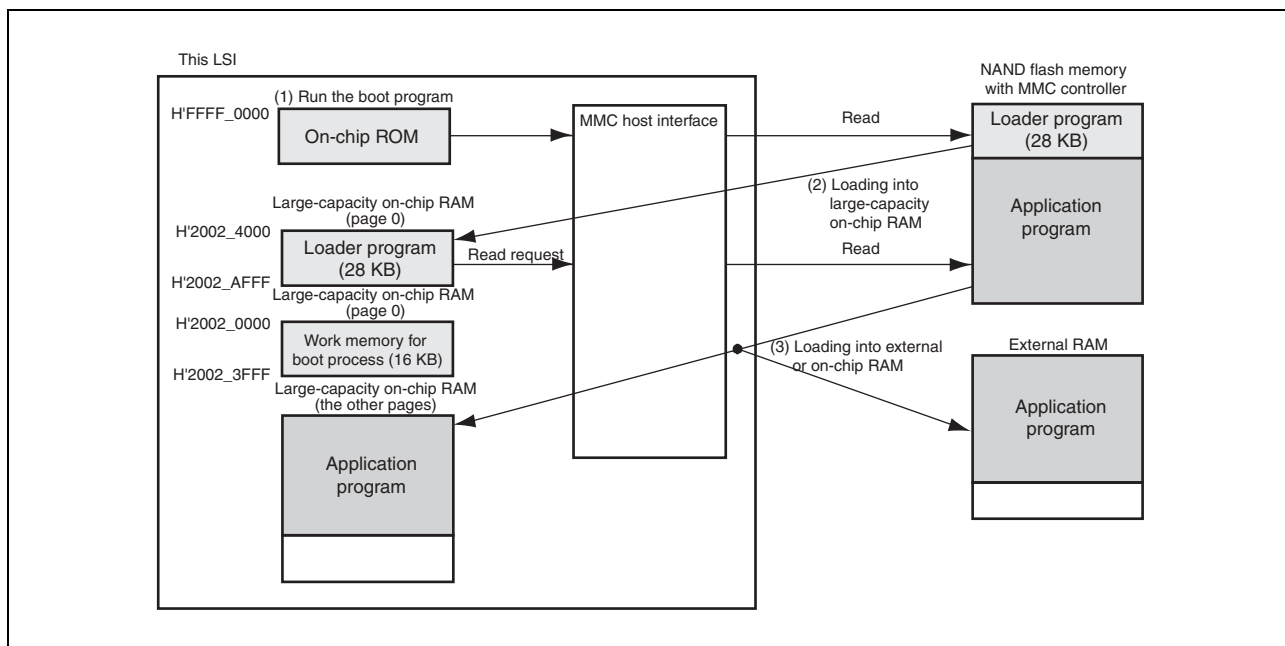 This LSI
(1) Run the boot program
H'FFFF_0000
On-chip ROM
MMC host interface
Read
NAND flash memory
with MMC controller
Loader program
(28 KB)
(2) Loading into
large-capacity
on-chip RAM
Application
program
Large-capacity on-chip RAM
(page 0)
H'2002_4000
Loader program
(28 KB)
Read request
Read
H'2002_AFFF
Large-capacity on-chip RAM
(page 0)
H'2002_0000
Work memory for
boot process (16 KB)
H'2002_3FFF
(3) Loading into external
or on-chip RAM
External RAM
Application
program
Large-capacity on-chip RAM
(the other pages)
Application
program